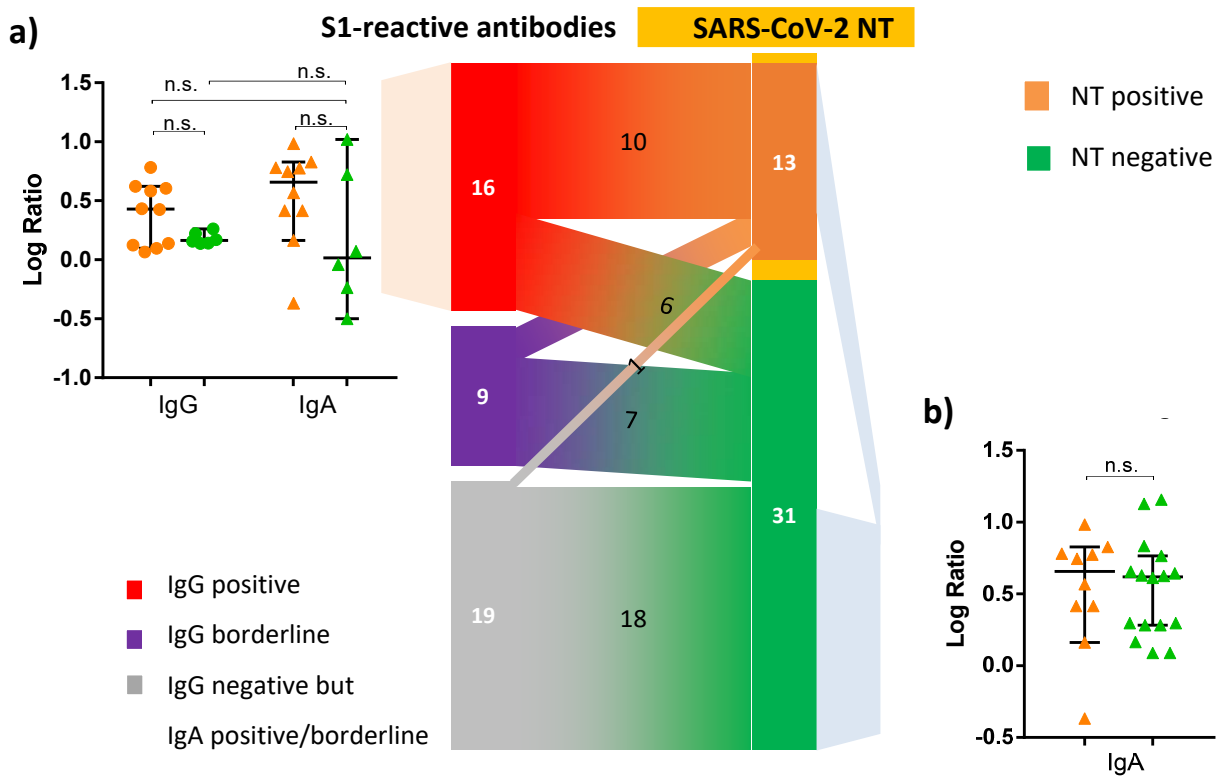 a)
S1-reactive antibodies
SARS-CoV-2 NT
NT positive
NT negative
n.s.
n.s.
n.s.
n.s.
1.5
1.0
0.5
0.0
-0.5
-1.0
Log Ratio
IgG
IgA
16
9
19
10
6
1
7
18
13
31
IgG positive
IgG borderline
IgG negative but
IgA positive/borderline
b)
n.s.
1.5
1.0
0.5
0.0
-0.5
Log Ratio
IgA